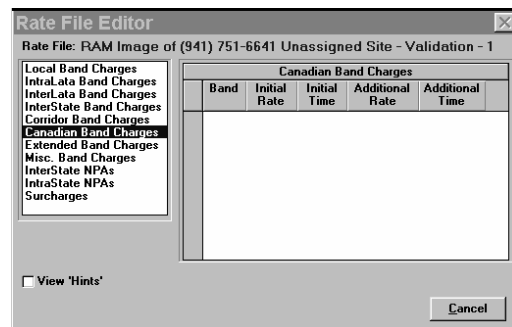 Rate File Editor
Rate File: RAM Image of (941) 751-6641 Unassigned Site - Validation - 1
Local Band Charges
IntraLata Band Charges
InterLata Band Charges
InterState Band Charges
Corridor Band Charges
Canadian Band Charges
Extended Band Charges
Misc. Band Charges
InterState NPAs
IntraState NPAs
Surcharges
Canadian Band Charges
Band Initial Rate Initial Time Additional Rate Additional Time
View 'Hints'
Cancel